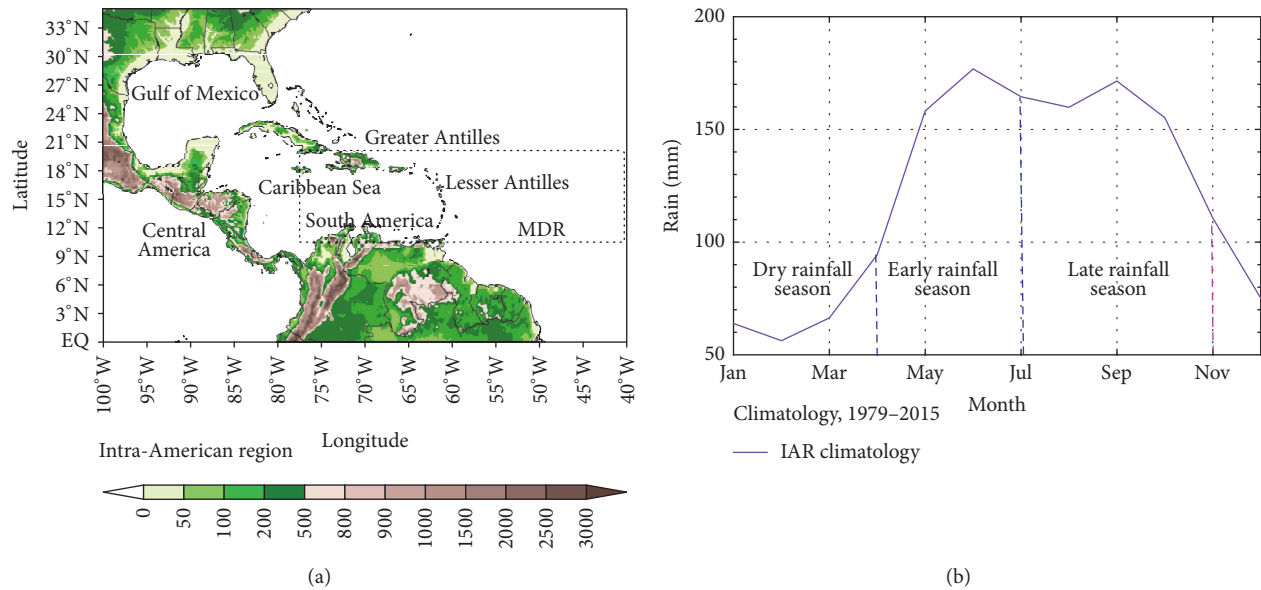 33°N
30°N
27°N
24°N
21°N
18°N
15°N
12°N
9°N
6°N
3°N
EQ
Latitude
Gulf of Mexico
Greater Antilles
Caribbean Sea
Lesser Antilles
South America
MDR
Central
America
100°W
95°W
90°W
85°W
80°W
75°W
70°W
65°W
60°W
55°W
50°W
45°W
40°W
Longitude
Intra-American region
0
50
100
200
500
800
900
1000
1500
2000
2500
3000
(a)
200
150
100
50
Rain (mm)
Dry rainfall
season
Early rainfall
season
Late rainfall
season
Jan
Mar
May
Jul
Sep
Nov
Month
Climatology, 1979–2015
IAR climatology
(b)